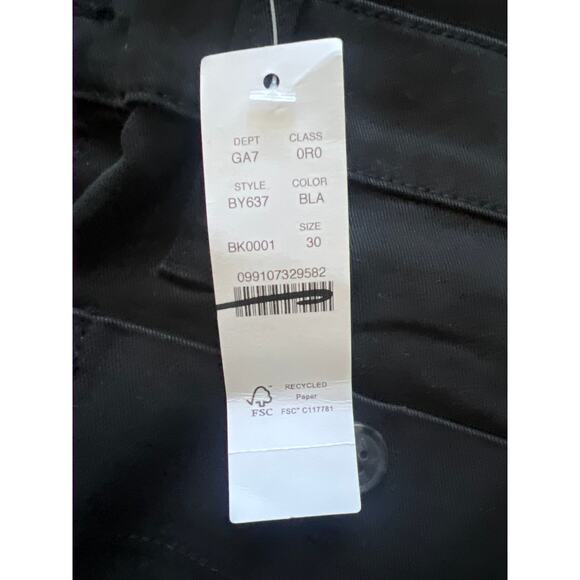 DEPT CLASS
GA7 0R0
STYLE COLOR
BY637 BLA
SIZE
BK0001 30
099107329582
RECYCLED
Paper
FSC FSC® C117781